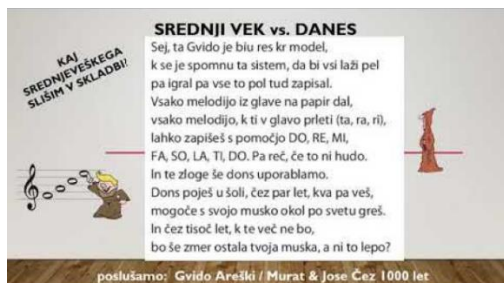 SREDNJI VEK vs. DANES
KAJ
SREDNJEVEŠKEGA
SLIŠIM V SKLADBI?
Sej, ta Gvido je biu res kr model,
k se je spomnu ta sistem, da bi vsi laži pel
pa igral pa vse to pol tud zapisal.
Vsako melodijo iz glave na papir dal,
vsako melodijo, k ti v glavo prleti (ta, ra, ri),
lahko zapišeš s pomočjo DO, RE, MI,
FA, SO, LA, TI, DO. Pa reč, če to ni hudo.
In te zloge še dons uporablamo.
Dons poješ u šoli, čez par let, kva pa veš,
mogoče s svojo musko okol po svetu greš.
In čez tisoč let, k te več ne bo,
bo še zmer ostala tvoja muska, a ni to lepo?
poslušamo: Gvido Areški / Murat & Jose Čez 1000 let